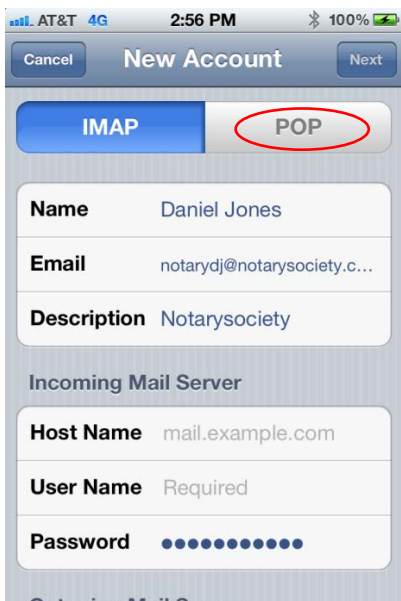 AT&T 4G 2:56 PM 100%
Cancel New Account Next
IMAP POP
Name Daniel Jones
Email notarydj@notarysociety.c...
Description Notarysociety
Incoming Mail Server
Host Name mail.example.com
User Name Required
Password ●●●●●●●●●●●